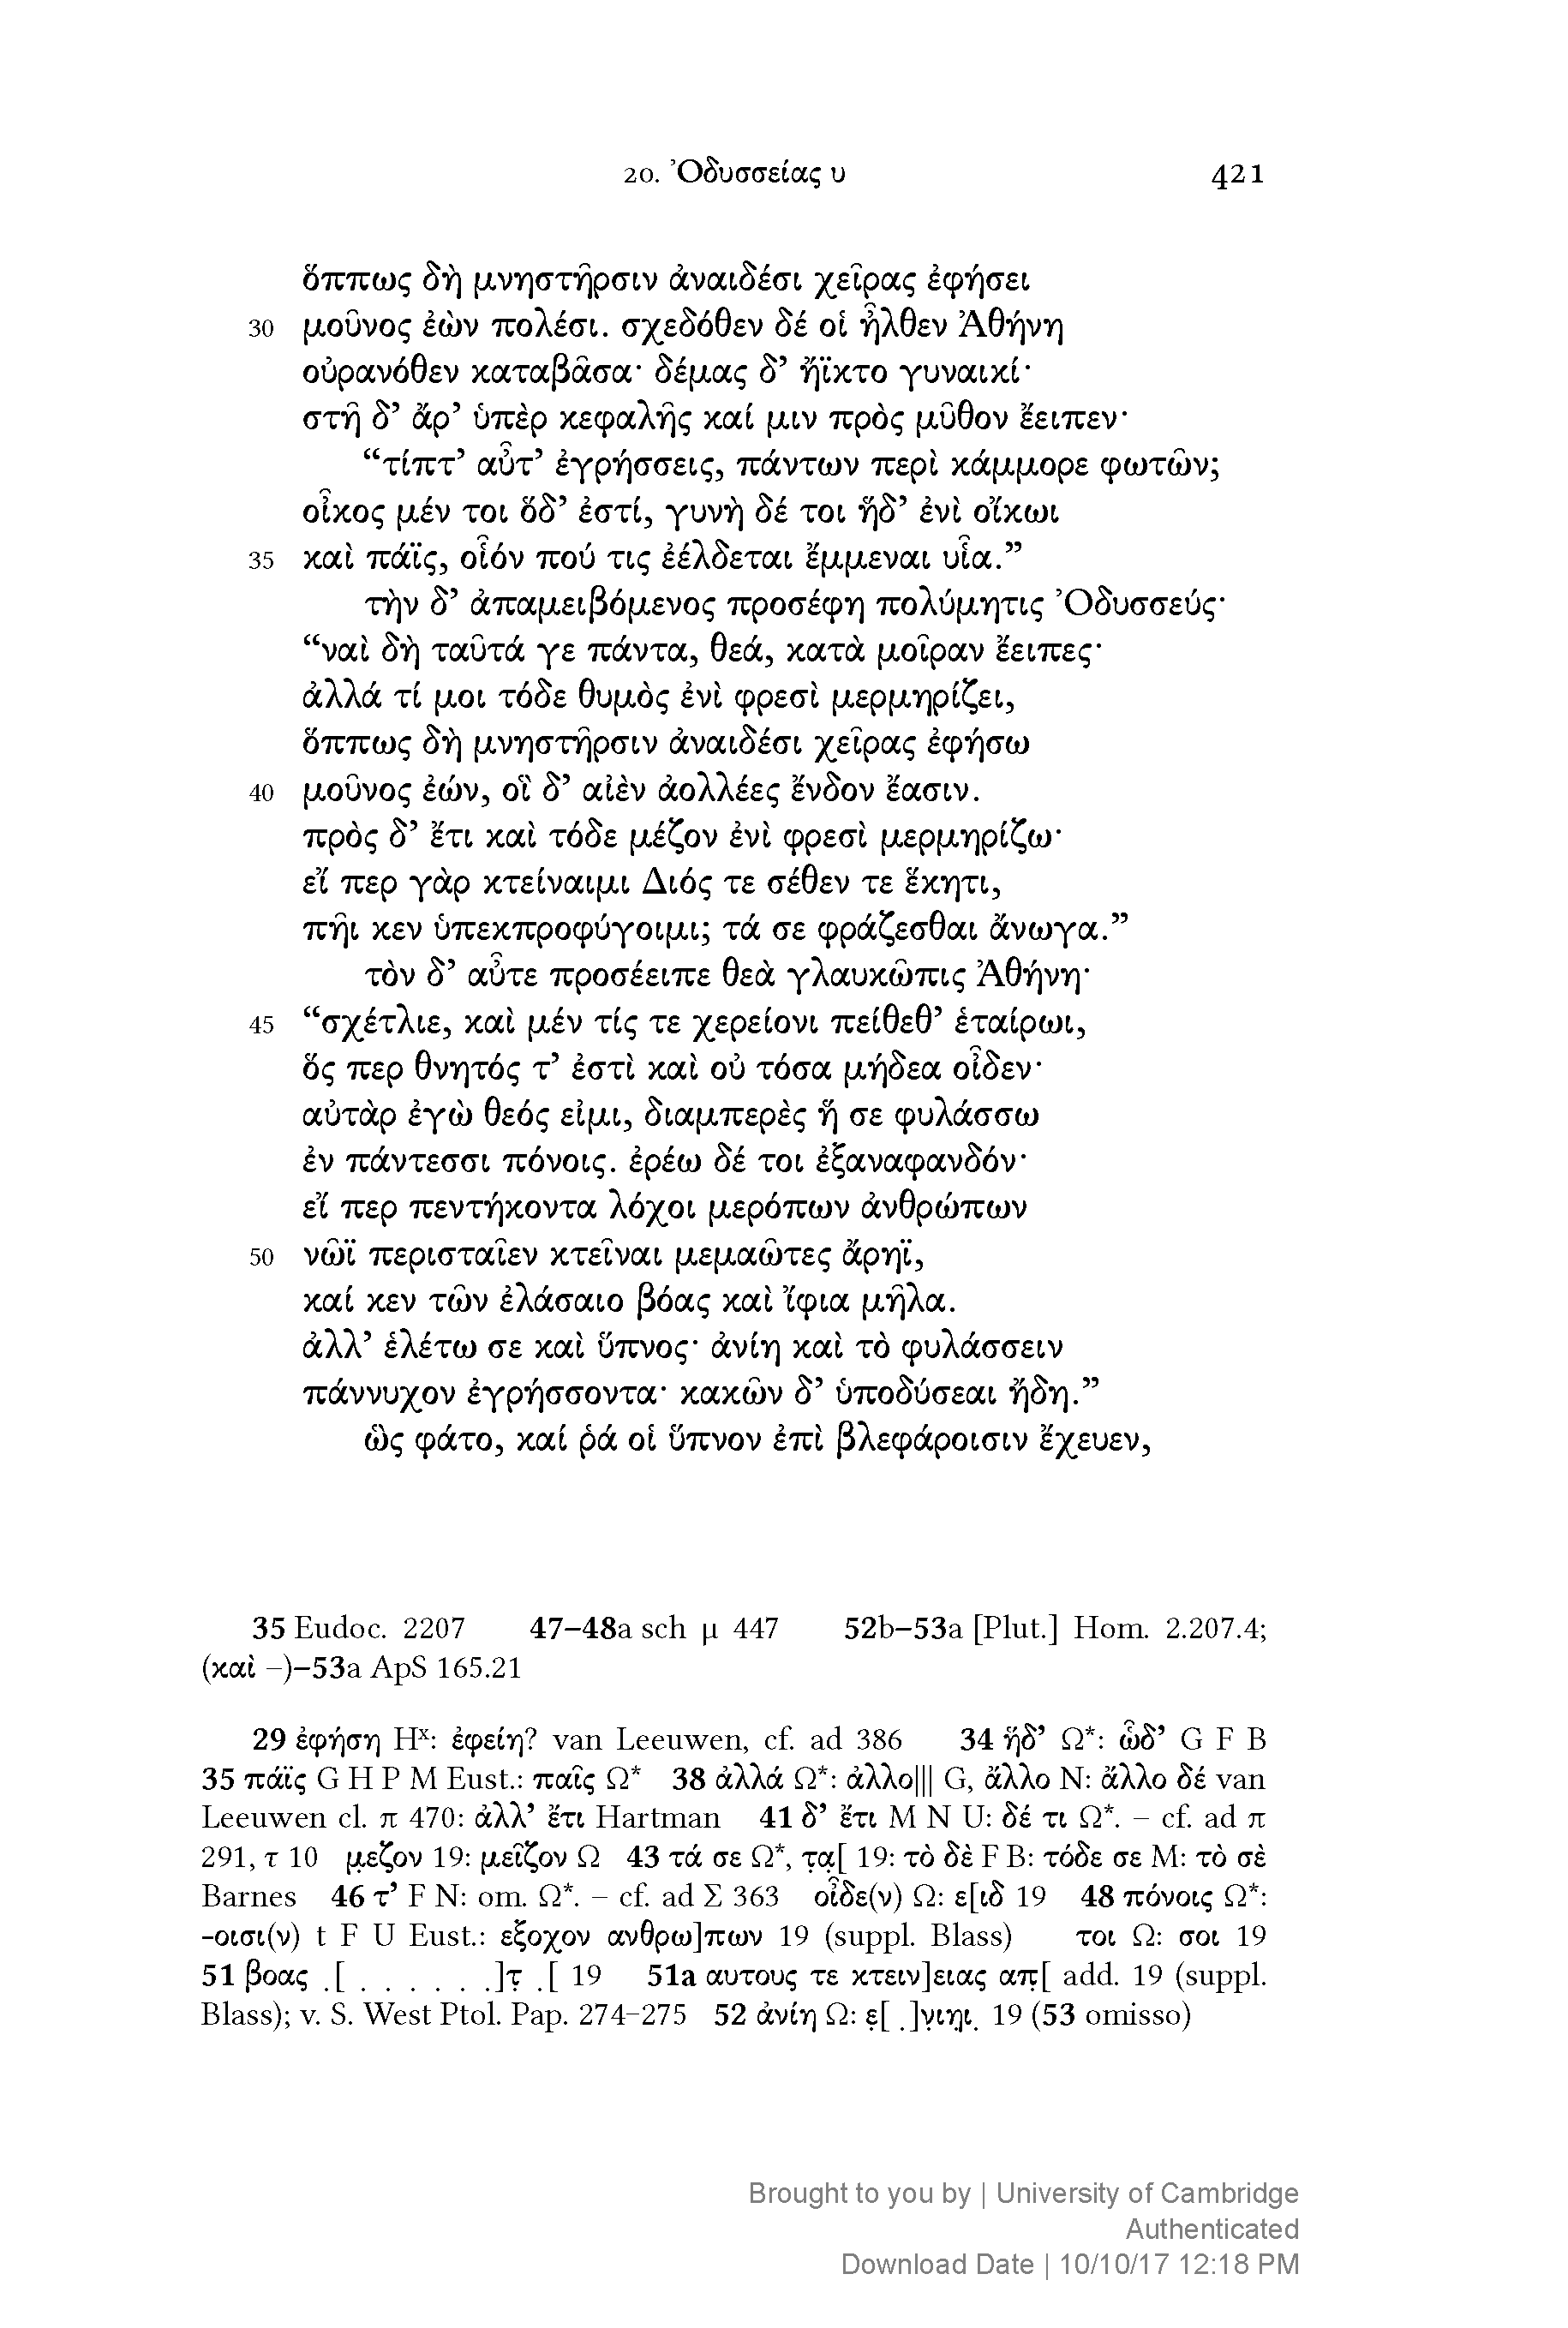 20. Ὀδυσσείας υ 421
ὅππως δὴ μνηστῆρσιν ἀναιδέσι χεῖρας ἐφήσει
30 μοῦνος ἐὼν πολέσι. σχεδόθεν δέ οἱ ἦλθεν Ἀθήνη
οὐρανόθεν καταβᾶσα· δέμας δ’ ἤϊκτο γυναικί·
στῆ δ’ ἄρ’ ὑπὲρ κεφαλῆς καί μιν πρὸς μῦθον ἔειπεν·
“τίπτ’ αὖτ’ ἐγρήσσεις, πάντων περὶ κάμμορε φωτῶν;
οἶκος μέν τοι ὅδ’ ἐστί, γυνὴ δέ τοι ἥδ’ ἐνὶ οἴκωι
35 καὶ πάϊς, οἷόν πού τις ἐέλδεται ἔμμεναι υἷα.”
τὴν δ’ ἀπαμειβόμενος προσέφη πολύμητις Ὀδυσσεύς·
“ναὶ δὴ ταῦτά γε πάντα, θεά, κατὰ μοῖραν ἔειπες·
ἀλλά τί μοι τόδε θυμὸς ἐνὶ φρεσὶ μερμηρίζει,
ὅππως δὴ μνηστῆρσιν ἀναιδέσι χεῖρας ἐφήσω
40 μοῦνος ἐών, οἳ δ’ αἰὲν ἀολλέες ἔνδον ἔασιν.
πρὸς δ’ ἔτι καὶ τόδε μέζον ἐνὶ φρεσὶ μερμηρίζω·
εἴ περ γὰρ κτείναιμι Διός τε σέθεν τε ἕκητι,
πῆι κεν ὑπεκπροφύγοιμι; τά σε φράζεσθαι ἄνωγα.”
τὸν δ’ αὖτε προσέειπε θεὰ γλαυκῶπις Ἀθήνη·
45 “σχέτλιε, καὶ μέν τίς τε χερείονι πείθεθ’ ἑταίρωι,
ὅς περ θνητός τ’ ἐστὶ καὶ οὐ τόσα μήδεα οἶδεν·
αὐτὰρ ἐγὼ θεός εἰμι, διαμπερὲς ἥ σε φυλάσσω
ἐν πάντεσσι πόνοις. ἐρέω δέ τοι ἐξαναφανδόν·
εἴ περ πεντήκοντα λόχοι μερόπων ἀνθρώπων
50 νῶϊ περισταῖεν κτεῖναι μεμαῶτες ἄρηϊ,
καί κεν τῶν ἐλάσαιο βόας καὶ ἴφια μῆλα.
ἀλλ’ ἑλέτω σε καὶ ὕπνος· ἀνίη καὶ τὸ φυλάσσειν
πάννυχον ἐγρήσσοντα· κακῶν δ’ ὑποδύσεαι ἤδη.”
ὣς φάτο, καί ῥά οἱ ὕπνον ἐπὶ βλεφάροισιν ἔχευεν,
35 Eudoc. 2207 47–48a sch μ 447 52b–53a [Plut.] Hom. 2.207.4;
(καὶ –)–53a ApS 165.21
29 ἐφήσῃ Hˣ: ἐφείη? van Leeuwen, cf. ad 386 34 ἥδ’ Ω*: ὧδ’ G F B
35 πάϊς G H P M Eust.: παῖς Ω* 38 ἀλλά Ω*: ἀλλο||| G, ἄλλο N: ἄλλο δέ van
Leeuwen cl. π 470: ἀλλ’ ἔτι Hartman 41 δ’ ἔτι M N U: δέ τι Ω*. – cf. ad π
291, τ 10 μ̣εζον 19: μεῖζον Ω 43 τά σε Ω*, τ̣α̣[ 19: τὸ δὲ F B: τόδε σε M: τὸ σὲ
Barnes 46 τ’ F N: om. Ω*. – cf. ad Σ 363 οἶδε(ν) Ω: ε[ιδ 19 48 πόνοις Ω*:
-οισι(ν) t F U Eust.: εξοχον ανθρω]πων 19 (suppl. Blass) τοι Ω: σοι 19
51 βοας .[ . . . . . .]τ̣ .[ 19 51a αυτους τε κτειν]ειας απ̣[ add. 19 (suppl.
Blass); v. S. West Ptol. Pap. 274–275 52 ἀνίη Ω: ε̣[ .]ν̣ιη̣ι̣. 19 (53 omisso)
Brought to you by | University of Cambridge
Authenticated
Download Date | 10/10/17 12:18 PM